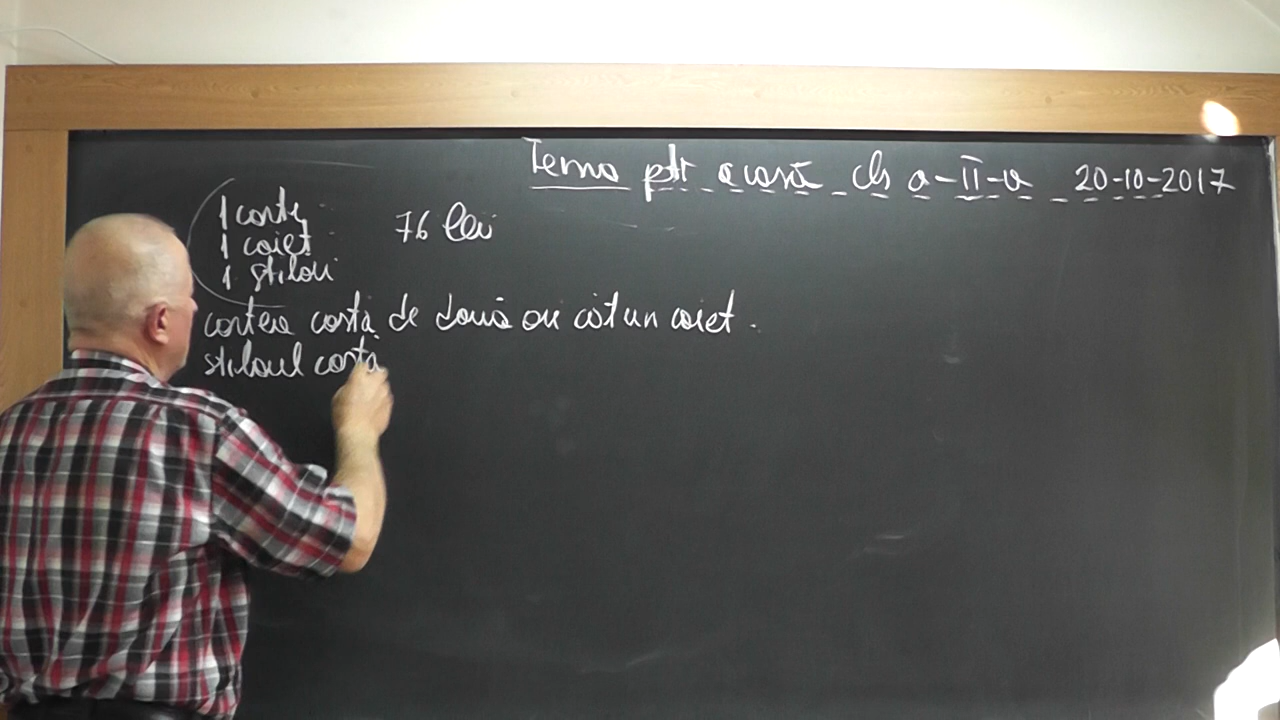 Tema ptr acasă cls a-II-a 20-10-2017
1 carte
1 caiet 76 lei
1 stilou
cartea costă de două ori cât un caiet.
stiloul costă